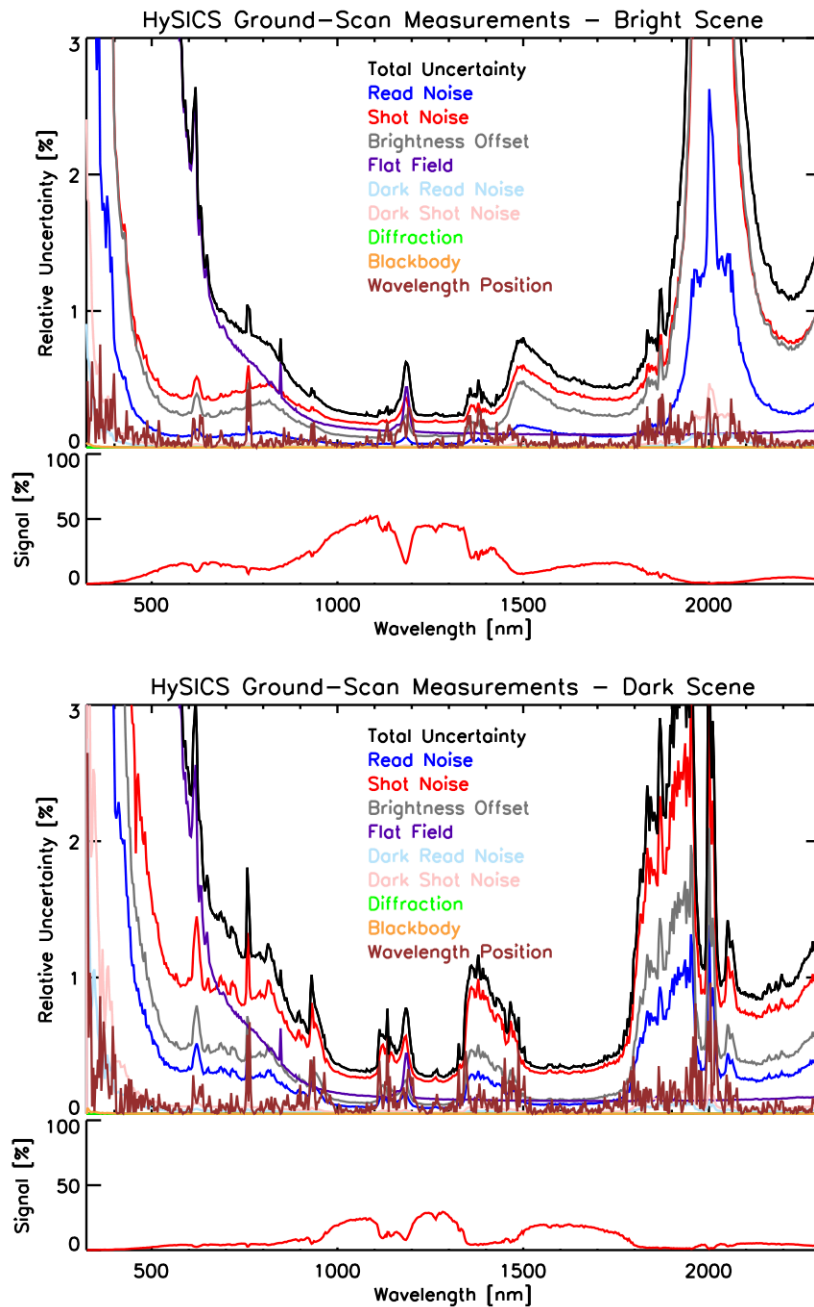 HySICS Ground-Scan Measurements - Bright Scene
3
2
1
0
Relative Uncertainty [%]
Total Uncertainty
Read Noise
Shot Noise
Brightness Offset
Flat Field
Dark Read Noise
Dark Shot Noise
Diffraction
Blackbody
Wavelength Position
100
50
0
Signal [%]
500 1000 1500 2000
Wavelength [nm]
HySICS Ground-Scan Measurements - Dark Scene
3
2
1
0
Relative Uncertainty [%]
Total Uncertainty
Read Noise
Shot Noise
Brightness Offset
Flat Field
Dark Read Noise
Dark Shot Noise
Diffraction
Blackbody
Wavelength Position
100
50
0
Signal [%]
500 1000 1500 2000
Wavelength [nm]